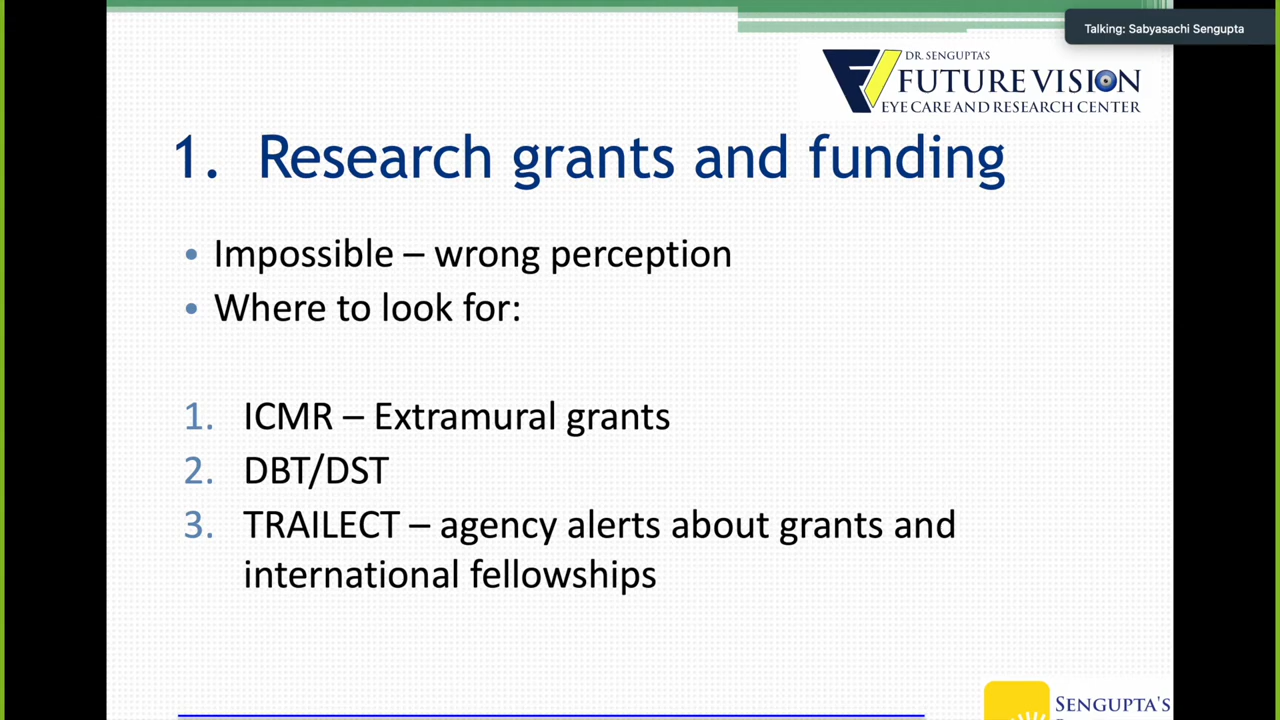 Talking: Sabyasachi Sengupta
DR. SENGUPTA'S
FUTURE VISION
EYE CARE AND RESEARCH CENTER
1. Research grants and funding
• Impossible – wrong perception
• Where to look for:
1. ICMR – Extramural grants
2. DBT/DST
3. TRAILECT – agency alerts about grants and
international fellowships
SENGUPTA'S